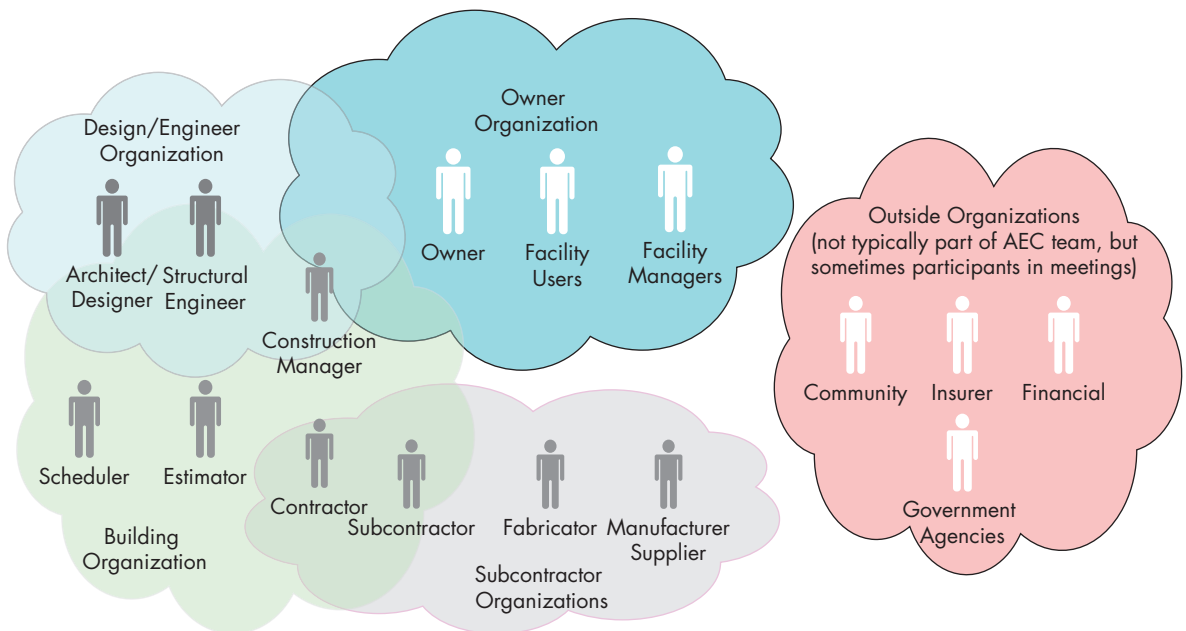 Design/Engineer
Organization
Architect/
Designer
Structural
Engineer
Owner
Organization
Owner
Facility
Users
Facility
Managers
Construction
Manager
Scheduler
Estimator
Building
Organization
Contractor
Subcontractor
Fabricator
Manufacturer
Supplier
Subcontractor
Organizations
Outside Organizations
(not typically part of AEC team, but
sometimes participants in meetings)
Community
Insurer
Financial
Government
Agencies